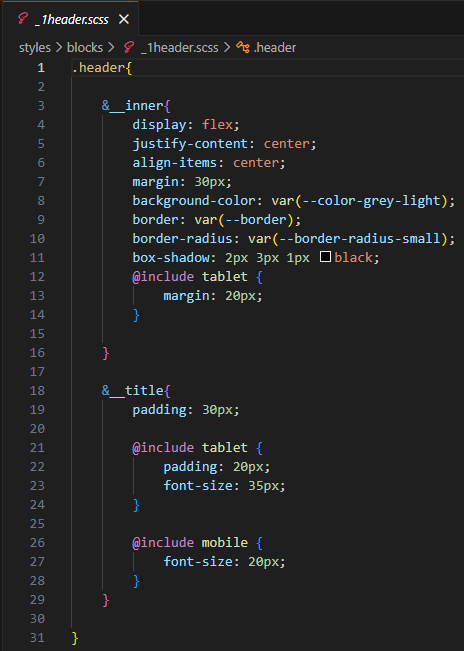 _1header.scss
styles > blocks > _1header.scss > .header
1 .header{
2
3 &__inner{
4 display: flex;
5 justify-content: center;
6 align-items: center;
7 margin: 30px;
8 background-color: var(--color-grey-light);
9 border: var(--border);
10 border-radius: var(--border-radius-small);
11 box-shadow: 2px 3px 1px black;
12 @include tablet {
13 margin: 20px;
14 }
15
16 }
17
18 &__title{
19 padding: 30px;
20
21 @include tablet {
22 padding: 20px;
23 font-size: 35px;
24 }
25
26 @include mobile {
27 font-size: 20px;
28 }
29 }
30
31 }